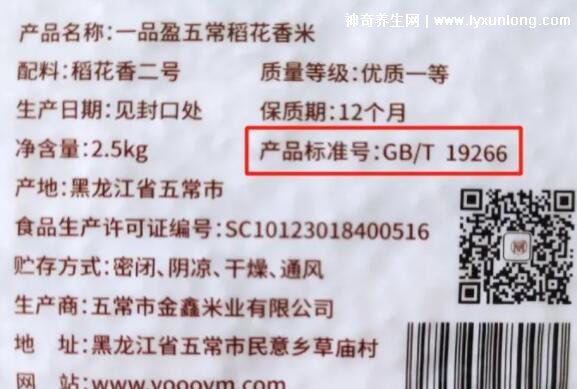 神奇养生网 www.lyxunlong.com
产品名称:一品盈五常稻花香米
配料:稻花香二号 质量等级:优质一等
生产日期:见封口处 保质期:12个月
净含量:2.5kg 产品标准号:GB/T 19266
产地:黑龙江省五常市
食品生产许可证编号:SC10123018400516
贮存方式:密闭、阴凉、干燥、通风
生产商:五常市金鑫米业有限公司
地 址:黑龙江省五常市民意乡草庙村
网 站:www.yoooym.com